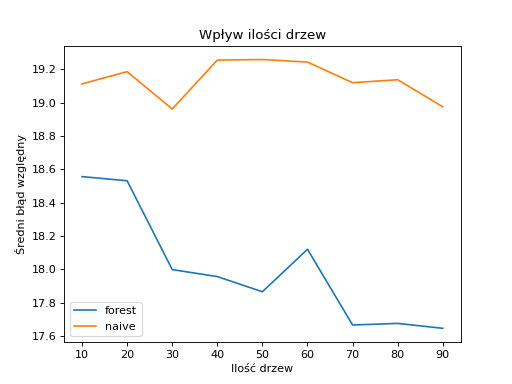 Wpływ ilości drzew
Średni błąd względny
19.2
19.0
18.8
18.6
18.4
18.2
18.0
17.8
17.6
forest
naive
10 20 30 40 50 60 70 80 90
Ilość drzew